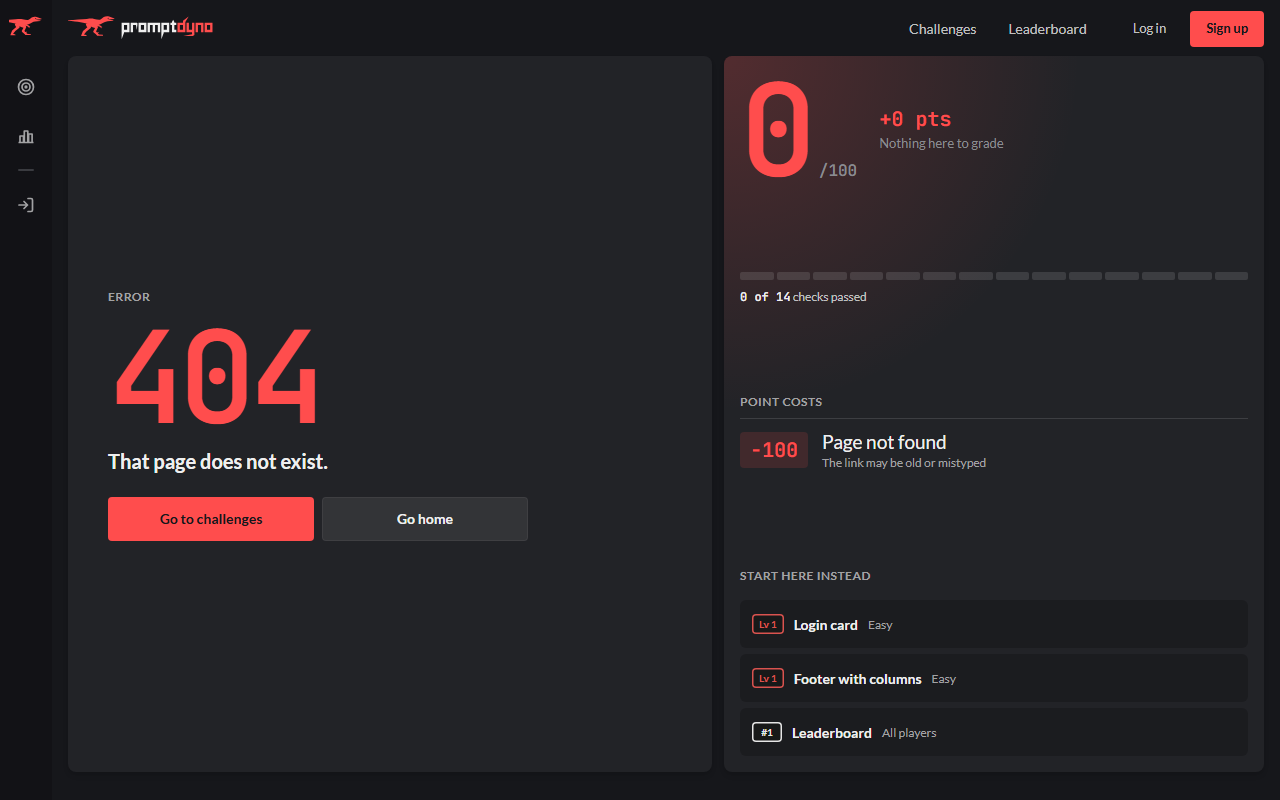 promptdyno
Challenges
Leaderboard
Log in
Sign up
ERROR
404
That page does not exist.
Go to challenges
Go home
0 /100
+0 pts
Nothing here to grade
0 of 14 checks passed
POINT COSTS
-100
Page not found
The link may be old or mistyped
START HERE INSTEAD
Lv 1 Login card Easy
Lv 1 Footer with columns Easy
#1 Leaderboard All players